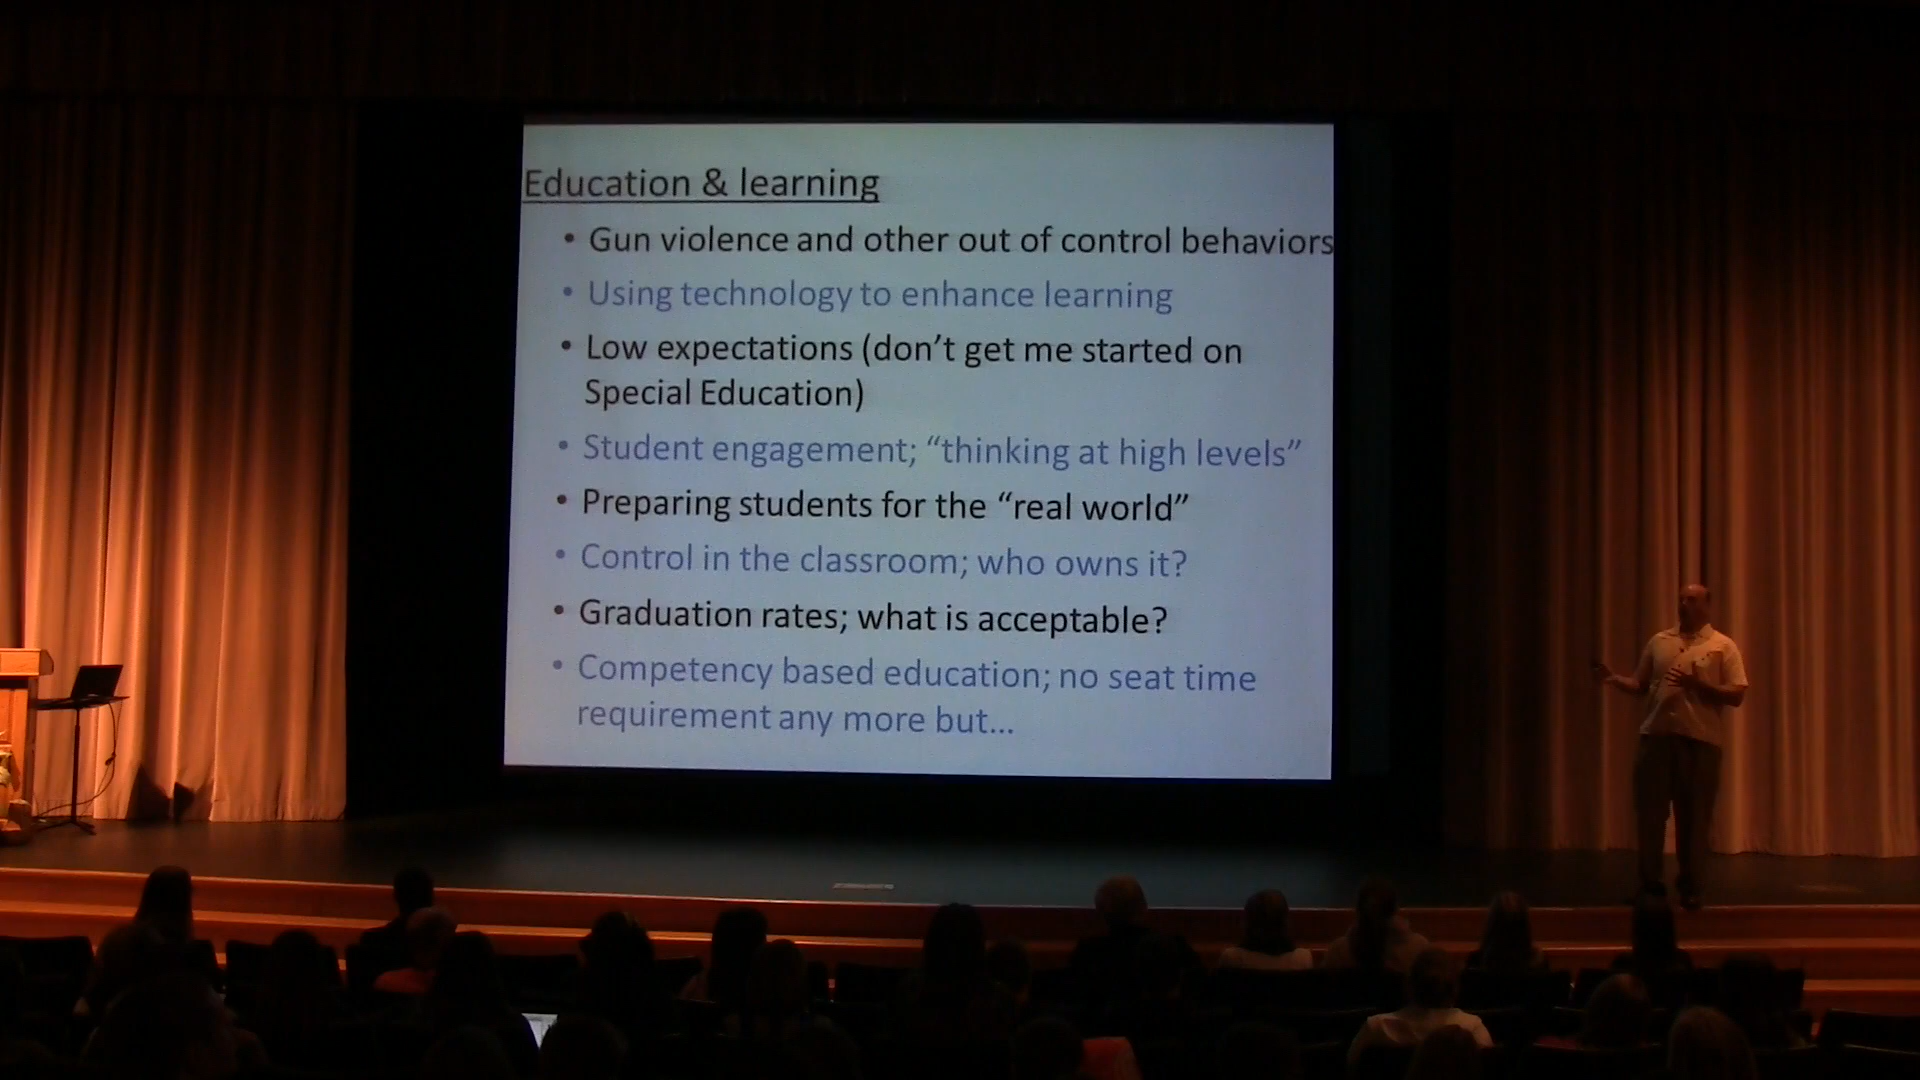 Education & learning
• Gun violence and other out of control behaviors
• Using technology to enhance learning
• Low expectations (don’t get me started on
Special Education)
• Student engagement; “thinking at high levels”
• Preparing students for the “real world”
• Control in the classroom; who owns it?
• Graduation rates; what is acceptable?
• Competency based education; no seat time
requirement any more but...